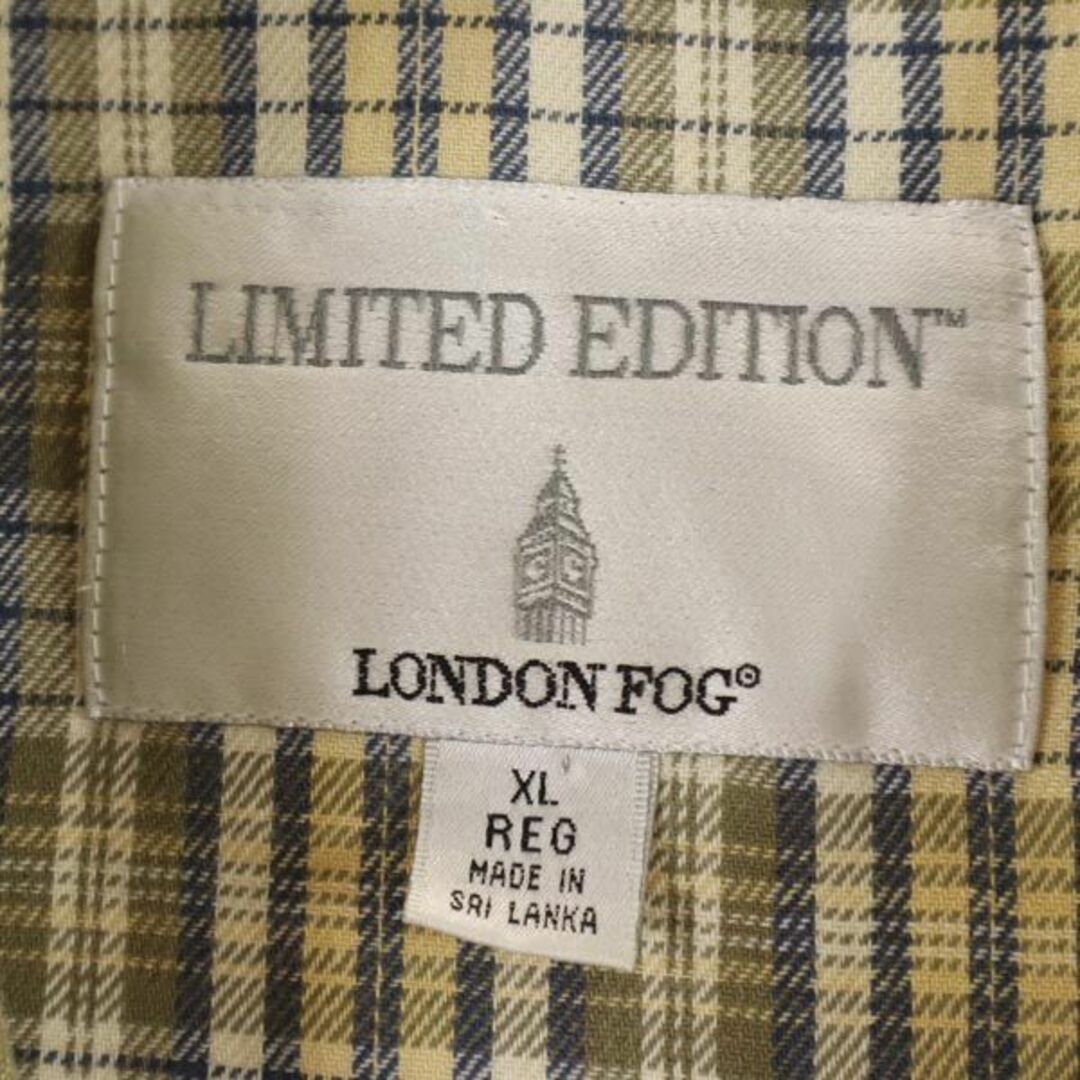 LIMITED EDITION™
LONDON FOG®
XL
REG
MADE IN
SRI LANKA